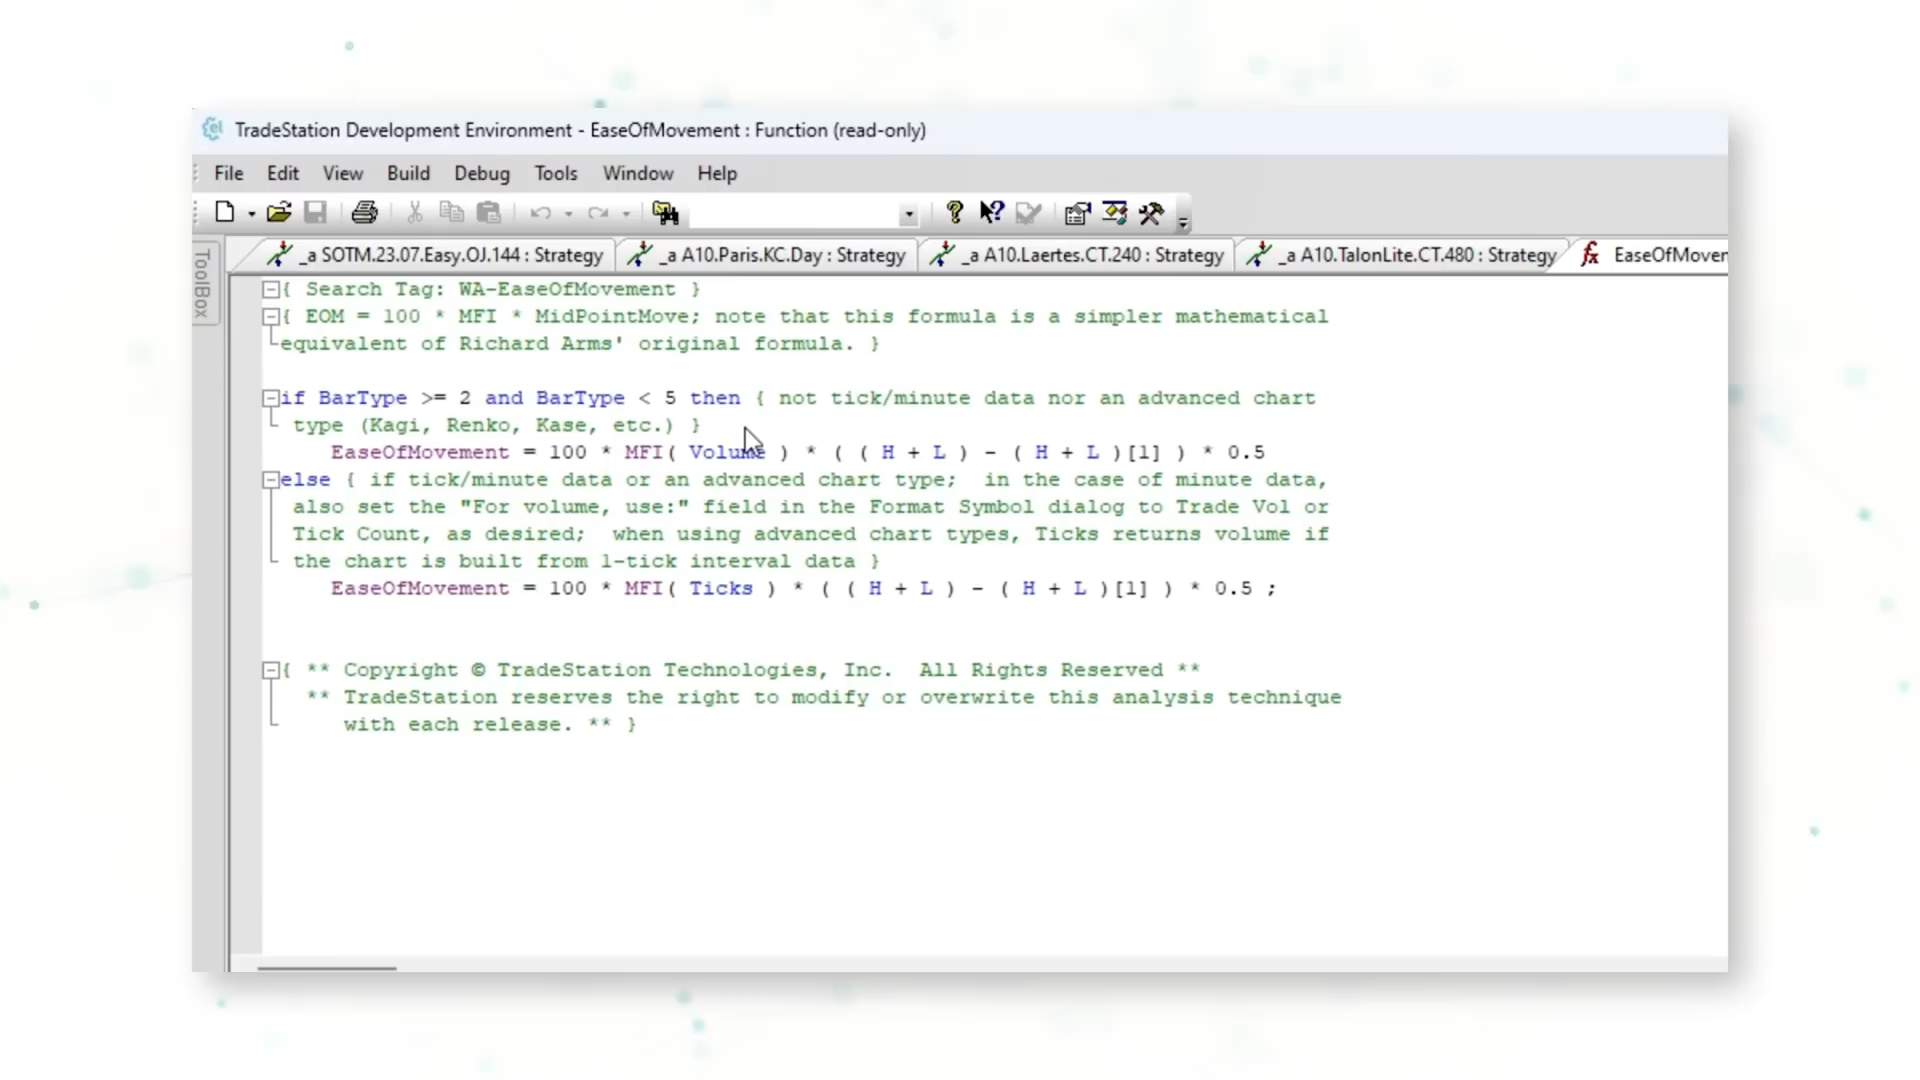 TradeStation Development Environment - EaseOfMovement : Function (read-only)
File Edit View Build Debug Tools Window Help
ToolBox
_a SOTM.23.07.Easy.OJ.144 : Strategy _a A10.Paris.KC.Day : Strategy _a A10.Laertes.CT.240 : Strategy _a A10.TalonLite.CT.480 : Strategy EaseOfMovem
{ Search Tag: WA-EaseOfMovement }
{ EOM = 100 * MFI * MidPointMove; note that this formula is a simpler mathematical
equivalent of Richard Arms' original formula. }
if BarType >= 2 and BarType < 5 then { not tick/minute data nor an advanced chart
type (Kagi, Renko, Kase, etc.) }
EaseOfMovement = 100 * MFI( Volume ) * ( ( H + L ) - ( H + L )[1] ) * 0.5
else { if tick/minute data or an advanced chart type; in the case of minute data,
also set the "For volume, use:" field in the Format Symbol dialog to Trade Vol or
Tick Count, as desired; when using advanced chart types, Ticks returns volume if
the chart is built from 1-tick interval data }
EaseOfMovement = 100 * MFI( Ticks ) * ( ( H + L ) - ( H + L )[1] ) * 0.5 ;
{ ** Copyright © TradeStation Technologies, Inc. All Rights Reserved **
** TradeStation reserves the right to modify or overwrite this analysis technique
with each release. ** }